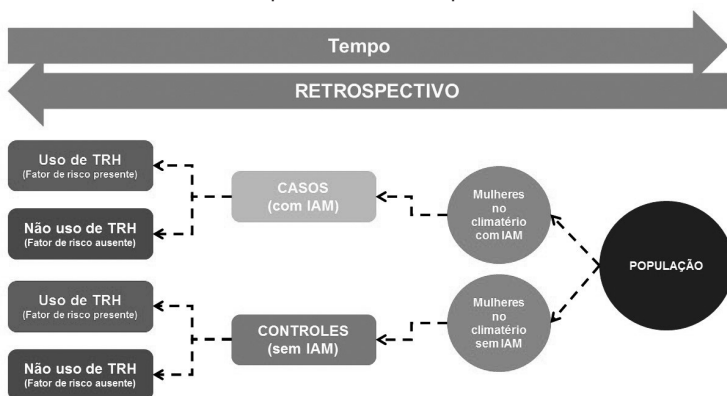 Tempo
RETROSPECTIVO
Uso de TRH
(Fator de risco presente)
Não uso de TRH
(Fator de risco ausente)
Uso de TRH
(Fator de risco presente)
Não uso de TRH
(Fator de risco ausente)
CASOS
(com IAM)
CONTROLES
(sem IAM)
Mulheres
no
climatério
com IAM
Mulheres
no
climatério
sem IAM
POPULAÇÃO